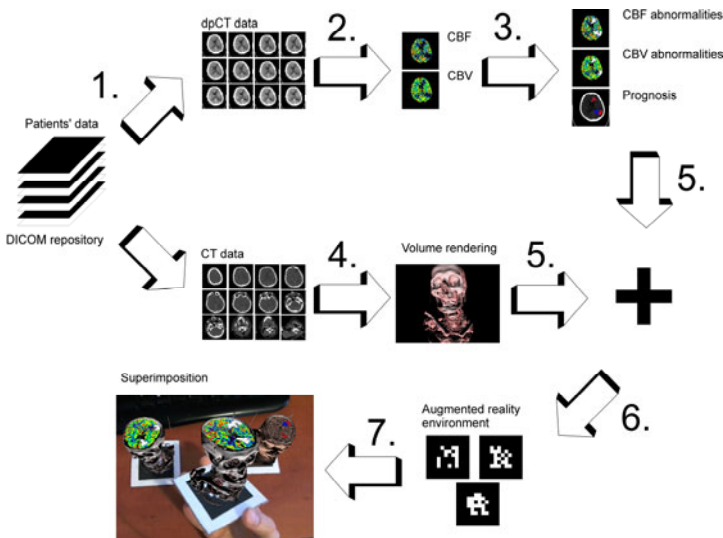 dpCT data
2.
3.
CBF abnormalities
CBF
1.
CBV abnormalities
CBV
Prognosis
Patients' data
5.
DICOM repository
CT data
4.
Volume rendering
5.
Superimposition
6.
7.
Augmented reality
environment